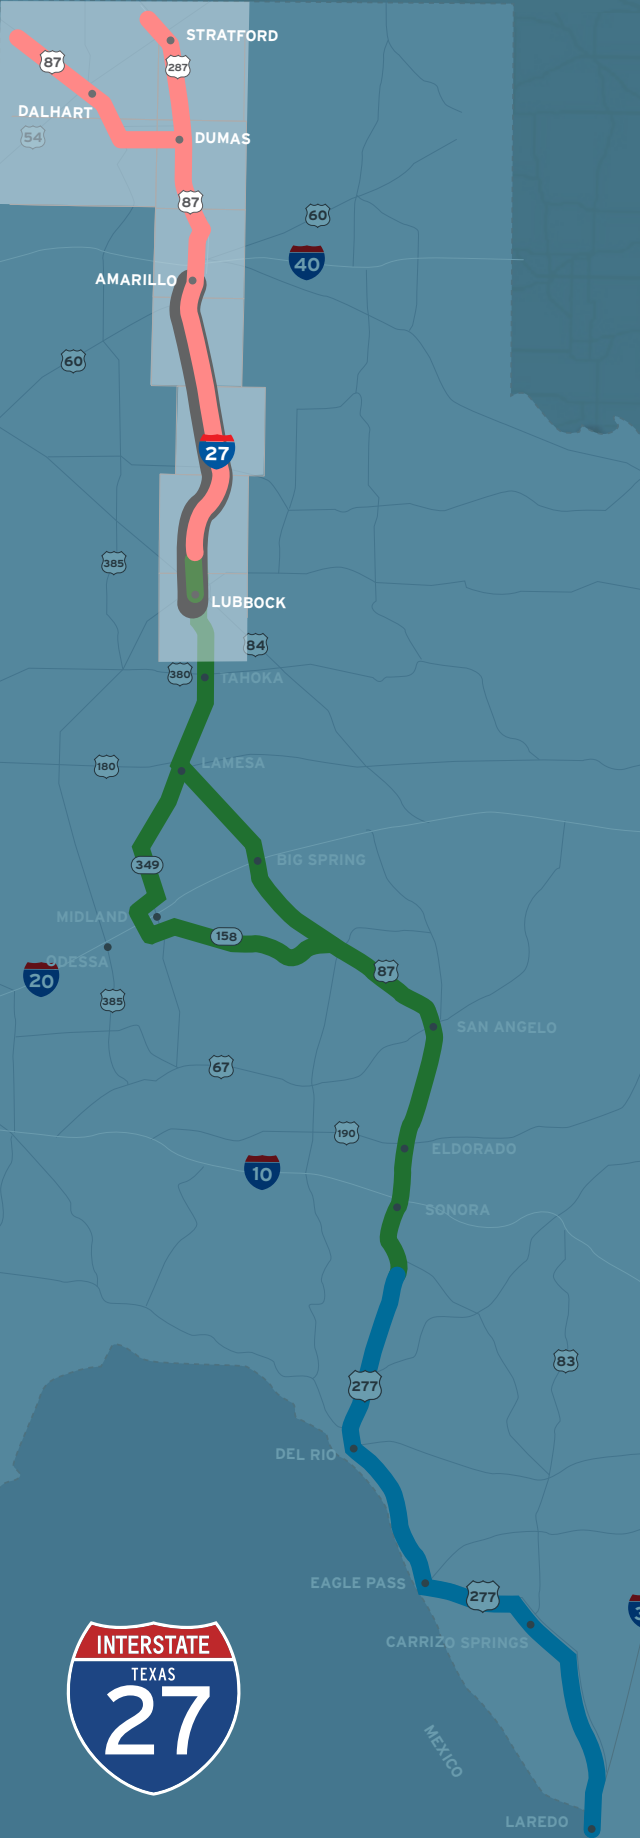 STRATFORD
87
287
DALHART
54
DUMAS
87
60
40
AMARILLO
60
27
385
LUBBOCK
84
380
TAHOKA
180
LAMESA
349
BIG SPRING
MIDLAND
158
ODESSA
20
87
385
SAN ANGELO
67
190
ELDORADO
10
SONORA
83
277
DEL RIO
EAGLE PASS
277
CARRIZO SPRINGS
INTERSTATE
TEXAS
27
MEXICO
LAREDO